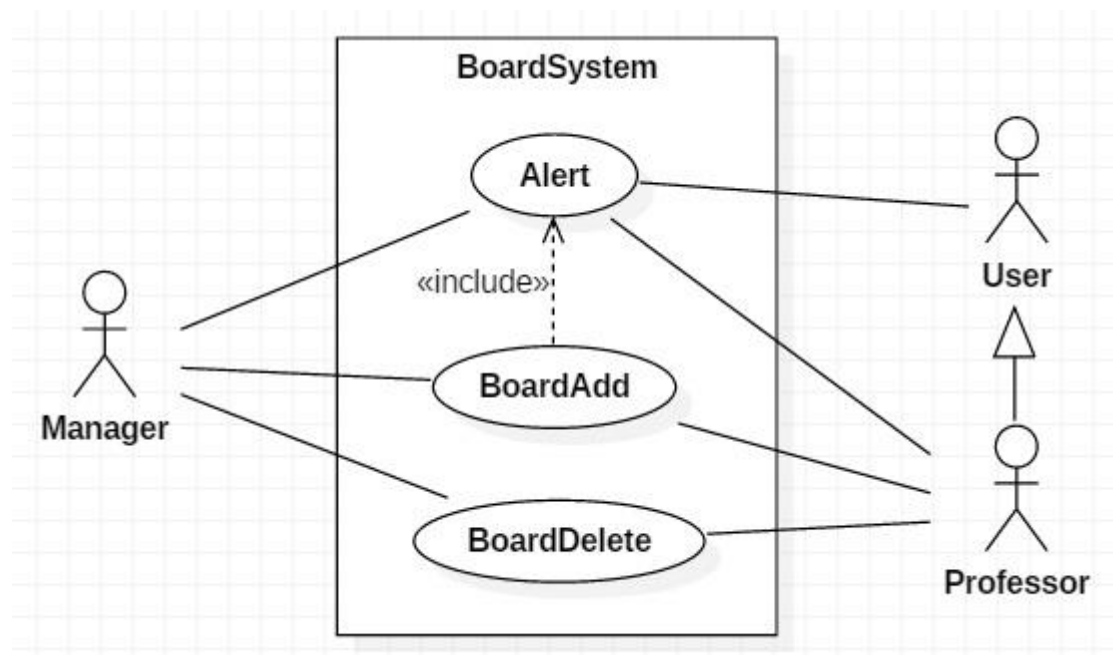 BoardSystem
Alert
User
«include»
Manager
BoardAdd
BoardDelete
Professor